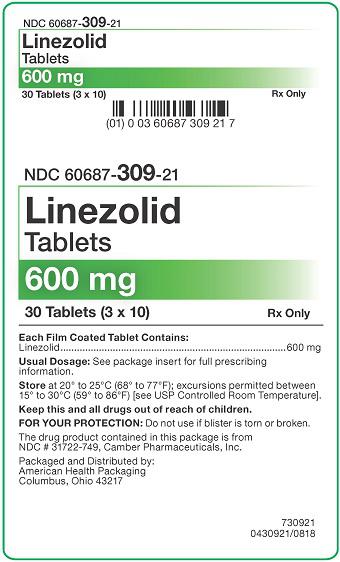 NDC 60687-309-21
Linezolid
Tablets
600 mg
30 Tablets (3 x 10) Rx Only
(01) 0 03 60687 309 21 7
NDC 60687-309-21
Linezolid
Tablets
600 mg
30 Tablets (3 x 10) Rx Only
Each Film Coated Tablet Contains:
Linezolid.......................................................................600 mg
Usual Dosage: See package insert for full prescribing
information.
Store at 20° to 25°C (68° to 77°F); excursions permitted between
15° to 30°C (59° to 86°F) [see USP Controlled Room Temperature].
Keep this and all drugs out of reach of children.
FOR YOUR PROTECTION: Do not use if blister is torn or broken.
The drug product contained in this package is from
NDC # 31722-749, Camber Pharmaceuticals, Inc.
Packaged and Distributed by:
American Health Packaging
Columbus, Ohio 43217
730921
0430921/0818